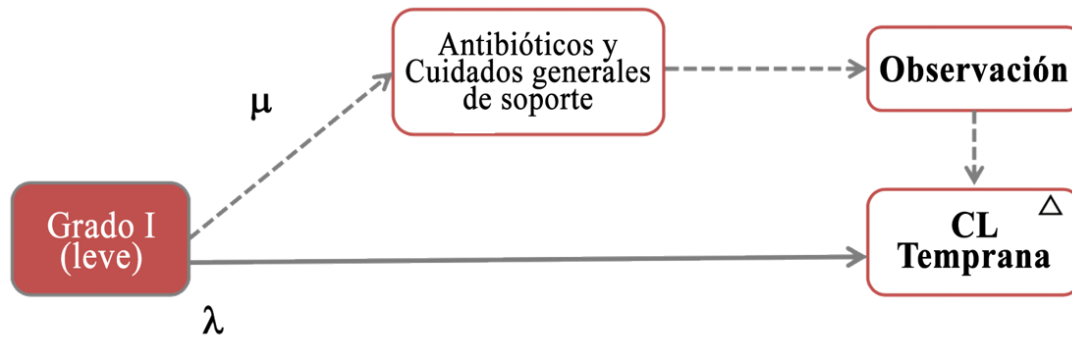 Antibióticos y
Cuidados generales
de soporte
Observación
μ
Grado I
(leve)
CL
Temprana
△
λ